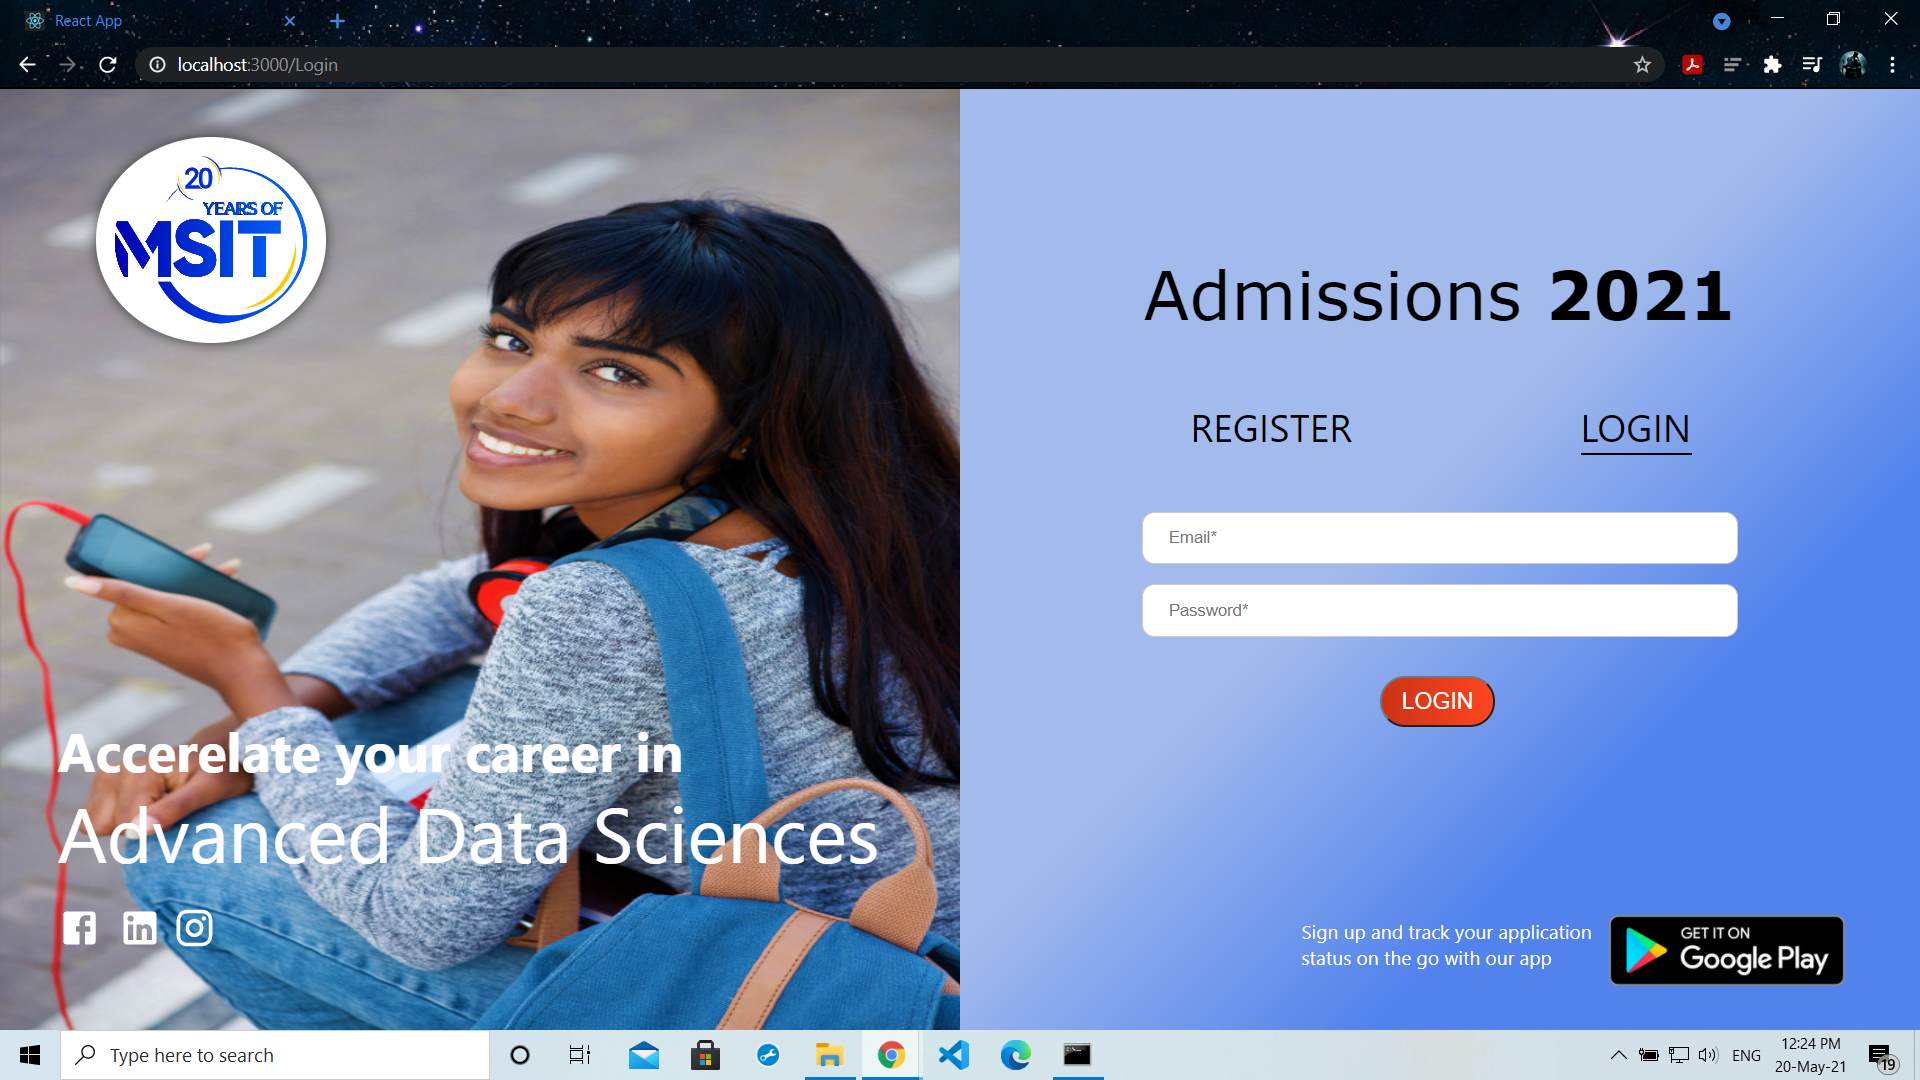 React App
localhost:3000/Login
20
YEARS OF
MSIT
Accerelate your career in
Advanced Data Sciences
Admissions 2021
REGISTER LOGIN
Email*
Password*
LOGIN
Sign up and track your application
status on the go with our app
GET IT ON
Google Play
Type here to search
ENG
12:24 PM
20-May-21
19